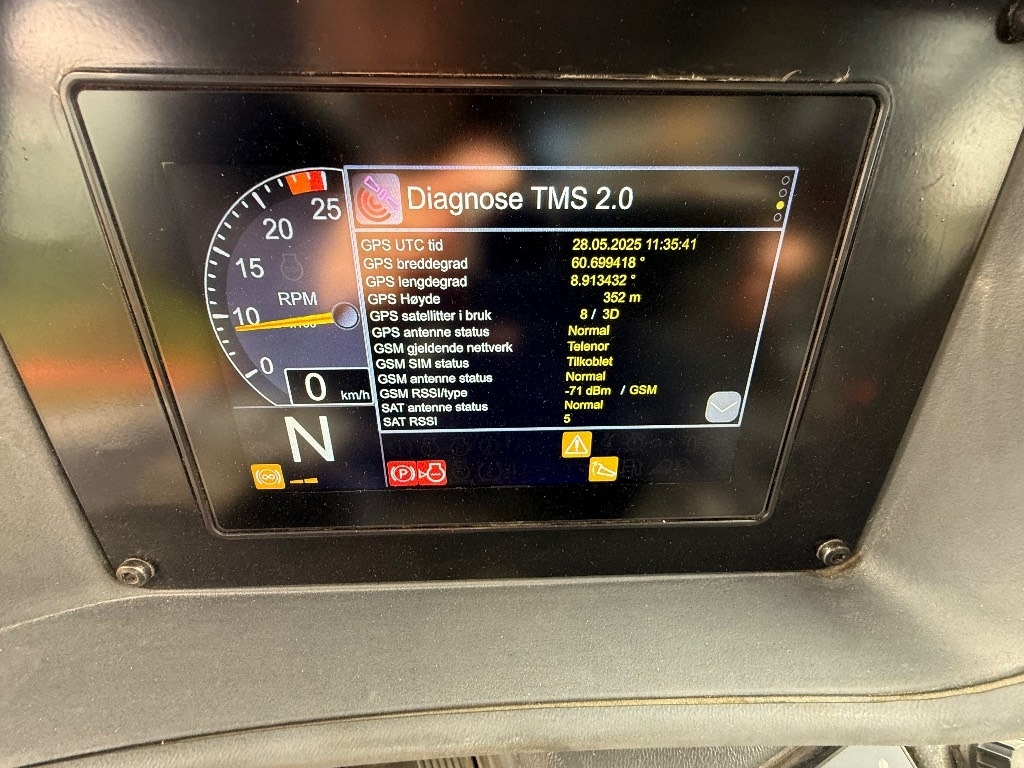 Diagnose TMS 2.0
25
20
15
10
0
RPM
GPS UTC tid 28.05.2025 11:35:41
GPS breddegrad 60.699418 °
GPS lengdegrad 8.913432 °
GPS Høyde 352 m
GPS satellitter i bruk 8 / 3D
GPS antenne status Normal
GSM gjeldende nettverk Telenor
GSM SIM status Tilkoblet
GSM antenne status Normal
GSM RSSI/type -71 dBm / GSM
SAT antenne status Normal
SAT RSSI 5
0 km/h
N
P